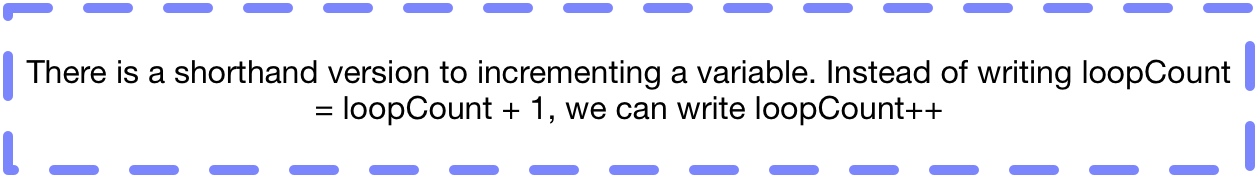 There is a shorthand version to incrementing a variable. Instead of writing loopCount
= loopCount + 1, we can write loopCount++